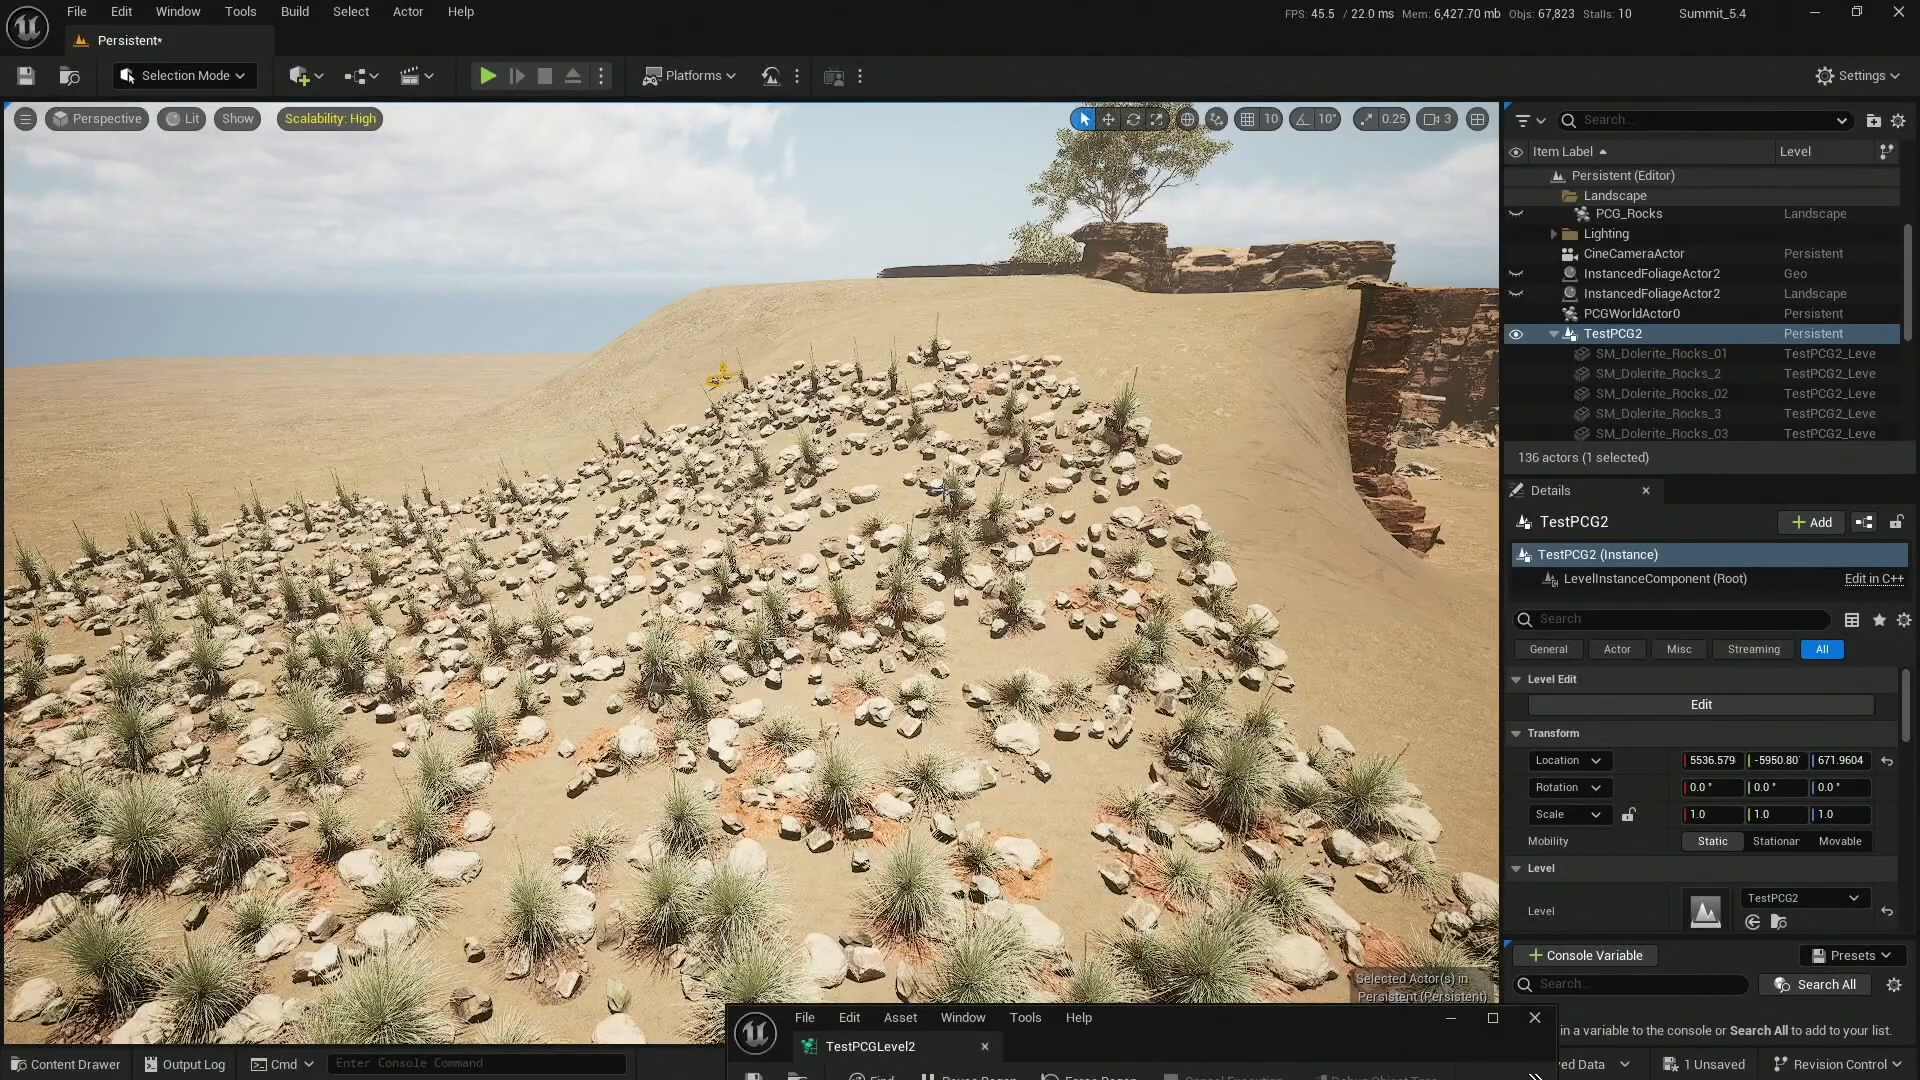 File Edit Window Tools Build Select Actor Help
FPS: 45.5 / 22.0 ms Mem: 6,427.70 mb Objs: 67,823 Stalls: 10
Summit_5.4
Persistent*
Selection Mode
Platforms
Settings
Perspective
Lit
Show
Scalability: High
10
10°
0.25
3
Search...
Item Label
Level
Persistent (Editor)
Landscape
PCG_Rocks Landscape
Lighting
CineCameraActor Persistent
InstancedFoliageActor2 Geo
InstancedFoliageActor2 Landscape
PCGWorldActor0 Persistent
TestPCG2 Persistent
SM_Dolerite_Rocks_01 TestPCG2_Leve
SM_Dolerite_Rocks_2 TestPCG2_Leve
SM_Dolerite_Rocks_02 TestPCG2_Leve
SM_Dolerite_Rocks_3 TestPCG2_Leve
SM_Dolerite_Rocks_03 TestPCG2_Leve
136 actors (1 selected)
Details
TestPCG2
Add
TestPCG2 (Instance)
LevelInstanceComponent (Root) Edit in C++
Search
General Actor Misc Streaming All
Level Edit
Edit
Transform
Location 5536.579 -5950.80 671.9604
Rotation 0.0 ° 0.0 ° 0.0 °
Scale 1.0 1.0 1.0
Mobility Static Stationar Movable
Level
Level TestPCG2
Console Variable
Presets
Search...
Search All
Selected Actor(s) in
Persistent (Persistent)
in a variable to the console or Search All to add to your list.
File Edit Asset Window Tools Help
TestPCGLevel2
Find
Content Drawer
Output Log
Cmd
Enter Console Command
ed Data
1 Unsaved
Revision Control